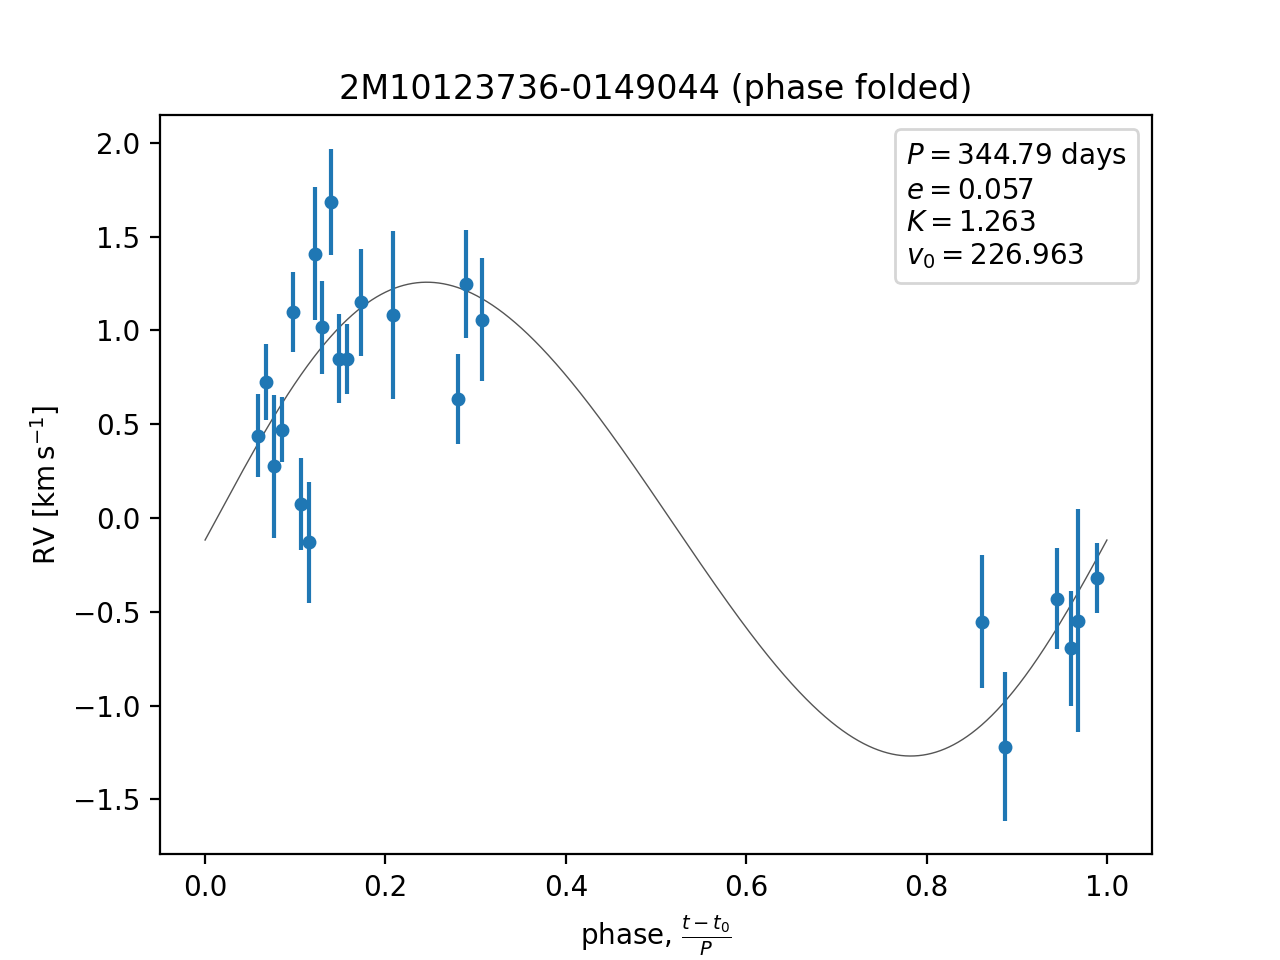 2M10123736-0149044 (phase folded)
P = 344.79 days
e = 0.057
K = 1.263
v₀ = 226.963
RV [km s⁻¹]
2.0
1.5
1.0
0.5
0.0
−0.5
−1.0
−1.5
0.0 0.2 0.4 0.6 0.8 1.0
phase, (t − t₀)/P